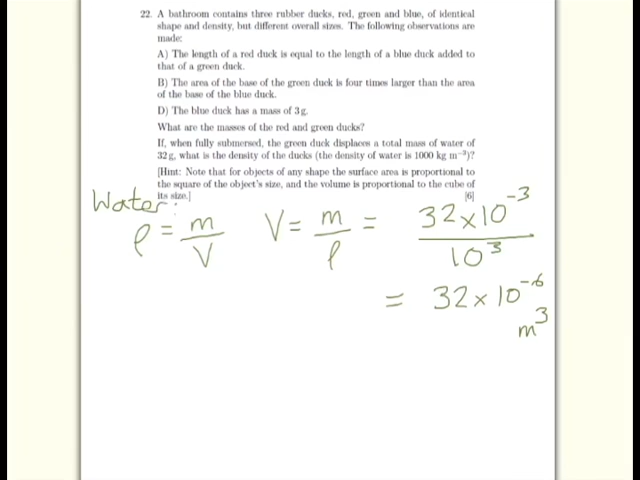 22. A bathroom contains three rubber ducks, red, green and blue, of identical
shape and density, but different overall sizes. The following observations are
made:
A) The length of a red duck is equal to the length of a blue duck added to
that of a green duck.
B) The area of the base of the green duck is four times larger than the area
of the base of the blue duck.
D) The blue duck has a mass of 3 g.
What are the masses of the red and green ducks?
If, when fully submerged, the green duck displaces a total mass of water of
32 g, what is the density of the ducks (the density of water is 1000 kg m⁻³)?
[Hint: Note that for objects of any shape the surface area is proportional to
the square of the object's size, and the volume is proportional to the cube of
its size.] [6]
Water:
ρ = m/V V = m/ρ = 32×10⁻³/10³
= 32×10⁻⁶
m³